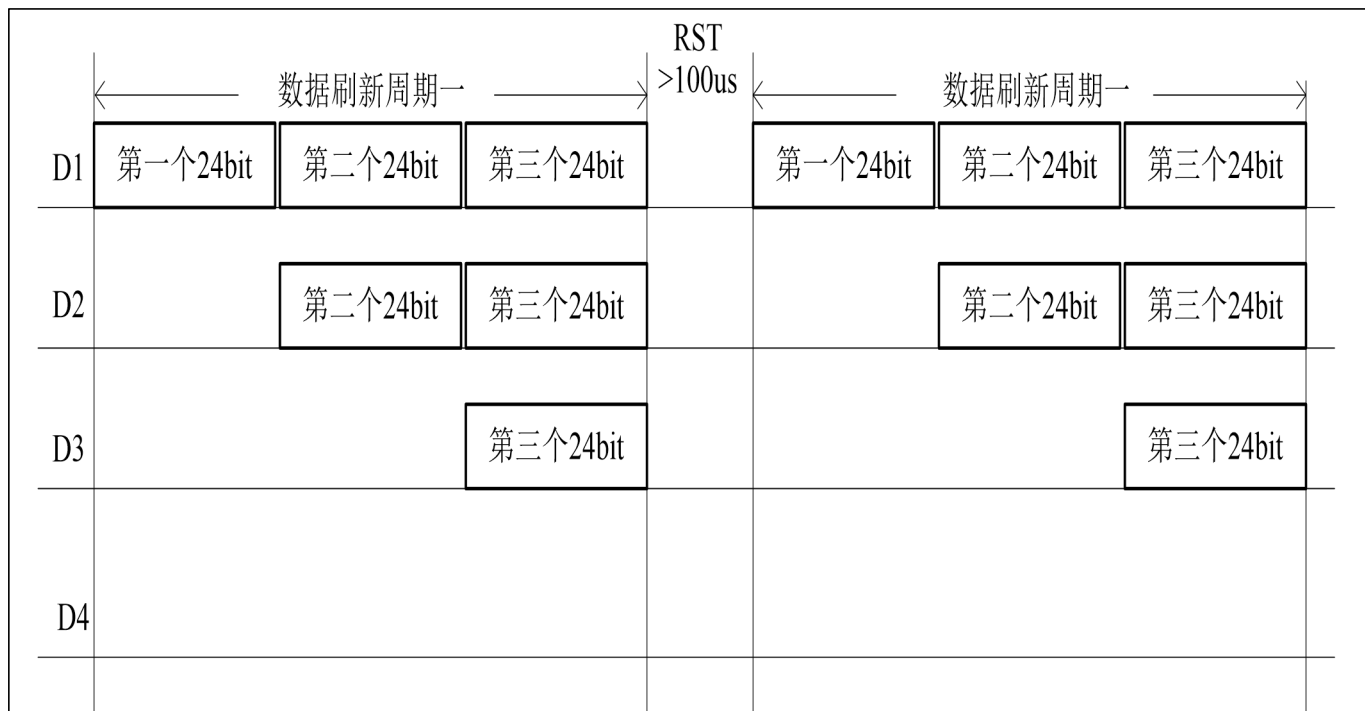 RST
>100us
数据刷新周期一
数据刷新周期一
D1
第一个24bit
第二个24bit
第三个24bit
第一个24bit
第二个24bit
第三个24bit
D2
第二个24bit
第三个24bit
第二个24bit
第三个24bit
D3
第三个24bit
第三个24bit
D4